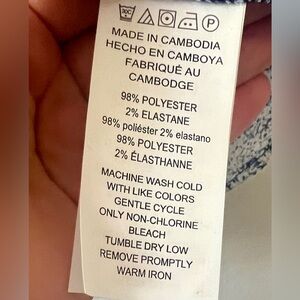 MADE IN CAMBODIA
HECHO EN CAMBOYA
FABRIQUÉ AU
CAMBODGE
98% POLYESTER
2% ELASTANE
98% poliéster 2% elastano
98% POLYESTER
2% ÉLASTHANNE
MACHINE WASH COLD
WITH LIKE COLORS
GENTLE CYCLE
ONLY NON-CHLORINE
BLEACH
TUMBLE DRY LOW
REMOVE PROMPTLY
WARM IRON